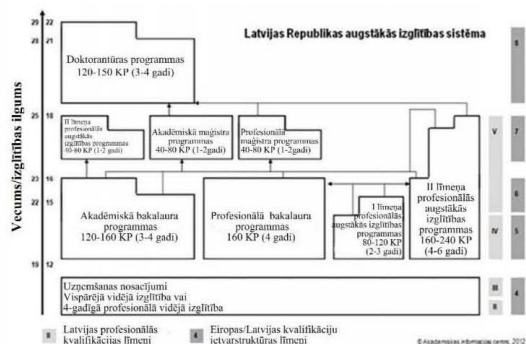 Latvijas Republikas augstākās izglītības sistēma
Vecums/izglītības ilgums
29 22
28 21
Doktorantūras programmas
120-150 KP (3-4 gadi)
8
25 18
II līmeņa
profesionālās
augstākās
izglītības programmas
40-80 KP (1-2 gadi)
Akadēmiskā maģistra
programmas
40-80 KP (1-2gadi)
Profesionālā
maģistra programmas
40-80 KP (1-2gadi)
V
7
23 16
22 15
Akadēmiskā bakalaura
programmas
120-160 KP (3-4 gadi)
Profesionālā bakalaura
programmas
160 KP (4 gadi)
I līmeņa
profesionālās
augstākās izglītības
programmas
80-120 KP
(2-3 gadi)
II līmeņa
profesionālās
augstākās
izglītības
programmas
160-240 KP
(4-6 gadi)
6
IV
5
19 12
Uzņemšanas nosacījumi
Vispārējā vidējā izglītība vai
4-gadīgā profesionālā vidējā izglītība
III
II
4
II Latvijas profesionālās
kvalifikācijas līmeņi
4 Eiropas/Latvijas kvalifikāciju
ietvarstruktūras līmeņi
© Akadēmiskās informācijas centrs, 2012